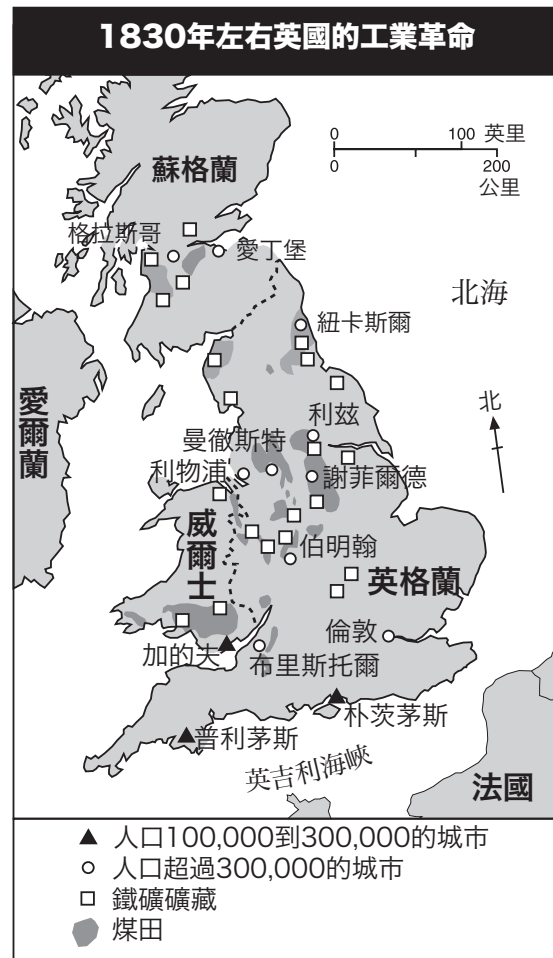 1830年左右英國的工業革命
0 100 英里
0 200
公里
蘇格蘭
格拉斯哥
愛丁堡
北海
紐卡斯爾
愛爾蘭
北
利茲
曼徹斯特
利物浦
謝菲爾德
威爾士
伯明翰
英格蘭
倫敦
加的夫
布里斯托爾
朴茨茅斯
普利茅斯
英吉利海峽
法國
人口100,000到300,000的城市
人口超過300,000的城市
鐵礦礦藏
煤田